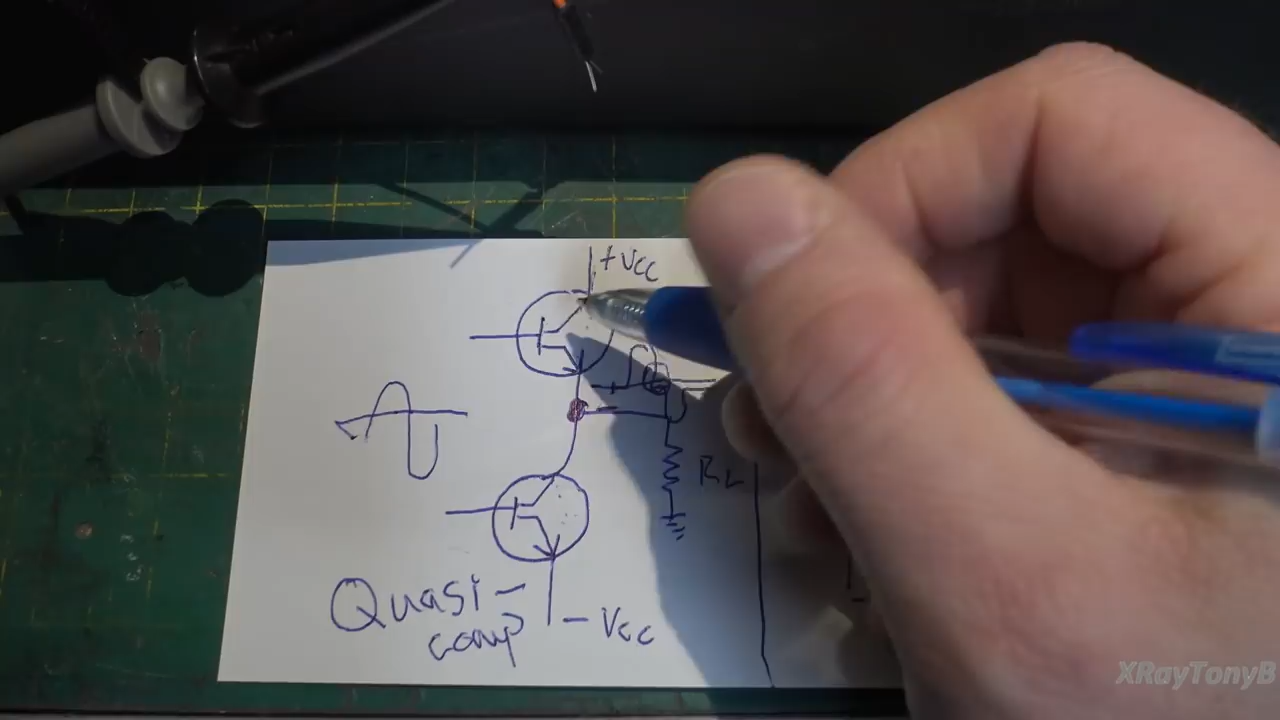 +Vcc
RL
Quasi-
comp
-Vcc
XRayTonyB